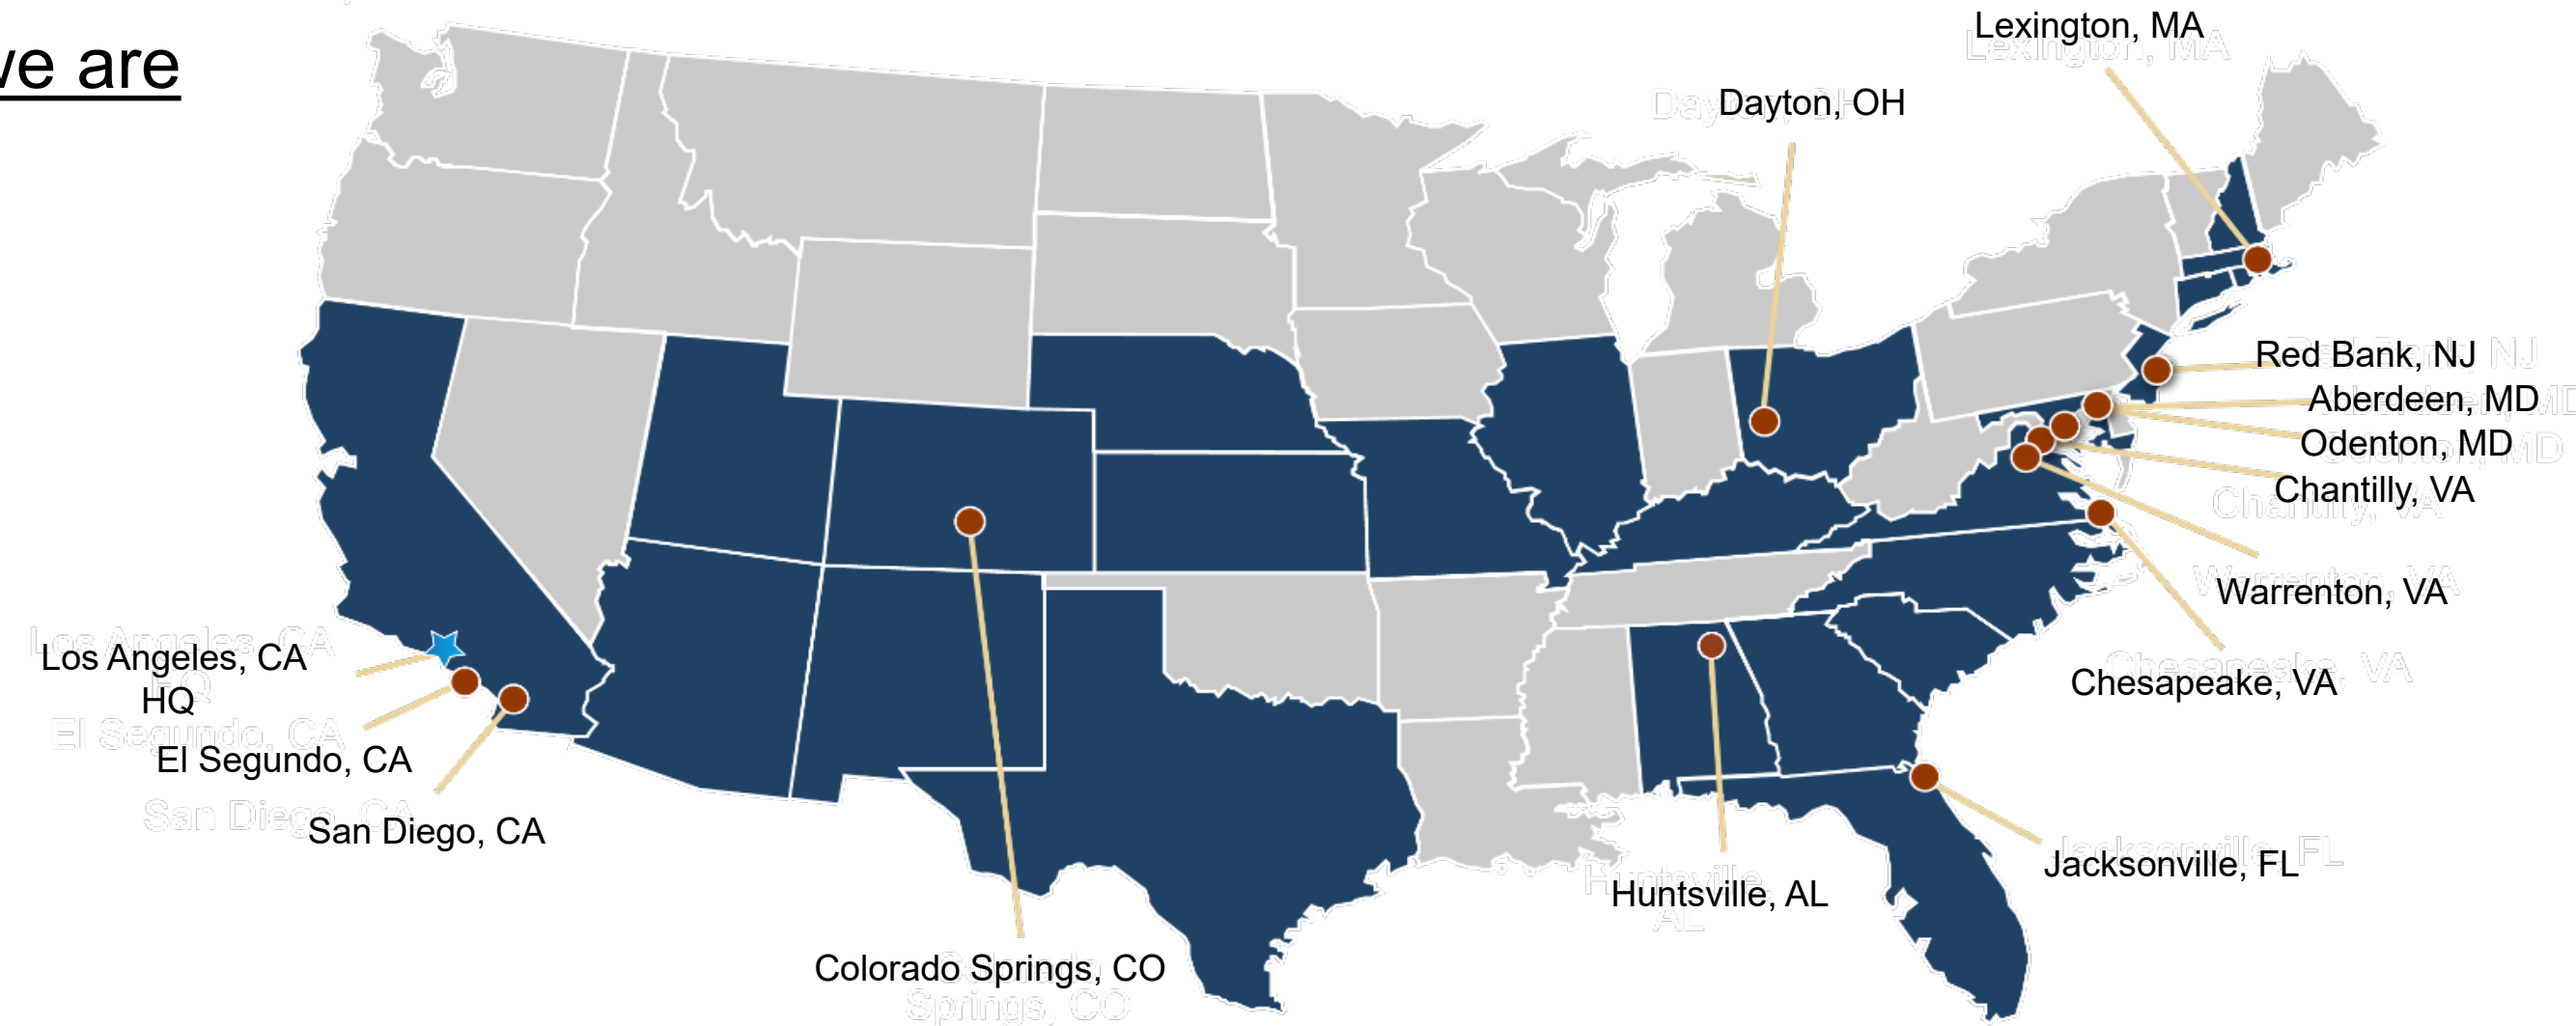 we are
Lexington, MA
Dayton, OH
Red Bank, NJ
Aberdeen, MD
Odenton, MD
Chantilly, VA
Warrenton, VA
Chesapeake, VA
Los Angeles, CA
HQ
El Segundo, CA
San Diego, CA
Colorado Springs, CO
Huntsville, AL
Jacksonville, FL